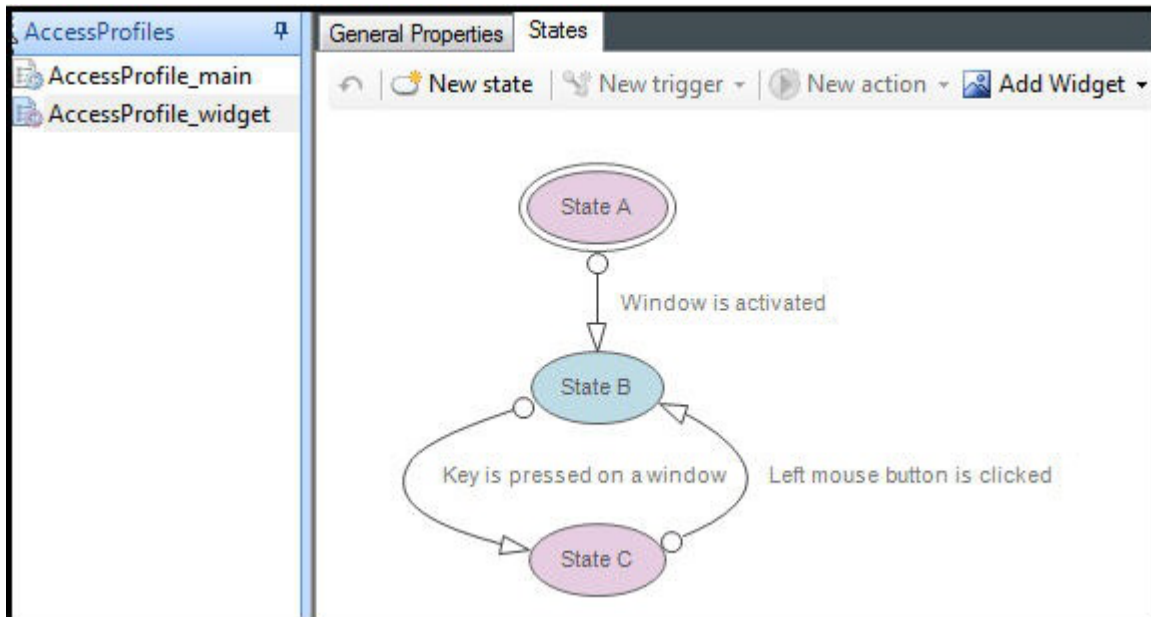 AccessProfiles
AccessProfile_main
AccessProfile_widget
General Properties
States
New state
New trigger
New action
Add Widget
State A
Window is activated
State B
Key is pressed on a window
Left mouse button is clicked
State C